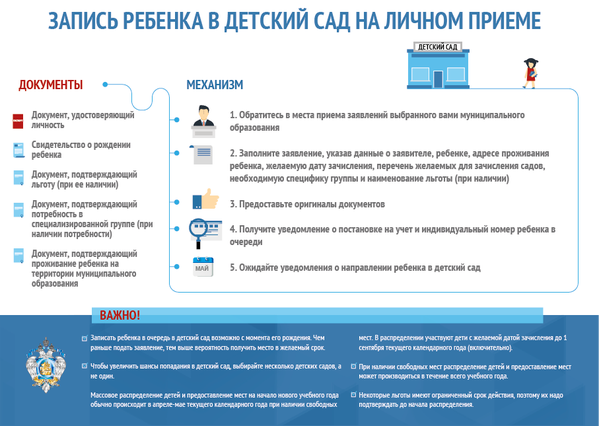 ЗАПИСЬ РЕБЕНКА В ДЕТСКИЙ САД НА ЛИЧНОМ ПРИЕМЕ
ДЕТСКИЙ САД
ДОКУМЕНТЫ
Документ, удостоверяющий
личность
Свидетельство о рождении
ребенка
Документ, подтверждающий
льготу (при ее наличии)
Документ, подтверждающий
потребность в
специализированной группе (при
наличии потребности)
Документ, подтверждающий
проживание ребенка на
территории муниципального
образования
МЕХАНИЗМ
1. Обратитесь в места приема заявлений выбранного вами муниципального
образования
2. Заполните заявление, указав данные о заявителе, ребенке, адресе проживания
ребенка, желаемую дату зачисления, перечень желаемых для зачисления садов,
необходимую специфику группы и наименование льготы (при наличии)
3. Предоставьте оригиналы документов
4. Получите уведомление о постановке на учет и индивидуальный номер ребенка в
очереди
МАЙ
5. Ожидайте уведомления о направлении ребенка в детский сад
ВАЖНО!
Записать ребенка в очередь в детский сад возможно с момента его рождения. Чем
раньше подать заявление, тем выше вероятность получить место в желаемый срок.
Чтобы увеличить шансы попадания в детский сад, выбирайте несколько детских садов, а
не один.
Массовое распределение детей и предоставление мест на начало нового учебного года
обычно происходит в апреле-мае текущего календарного года при наличии свободных
мест. В распределении участвуют дети с желаемой датой зачисления до 1
сентября текущего календарного года (включительно).
При наличии свободных мест распределение детей и предоставление мест
может производиться в течение всего учебного года.
Некоторые льготы имеют ограниченный срок действия, поэтому их надо
подтверждать до начала распределения.